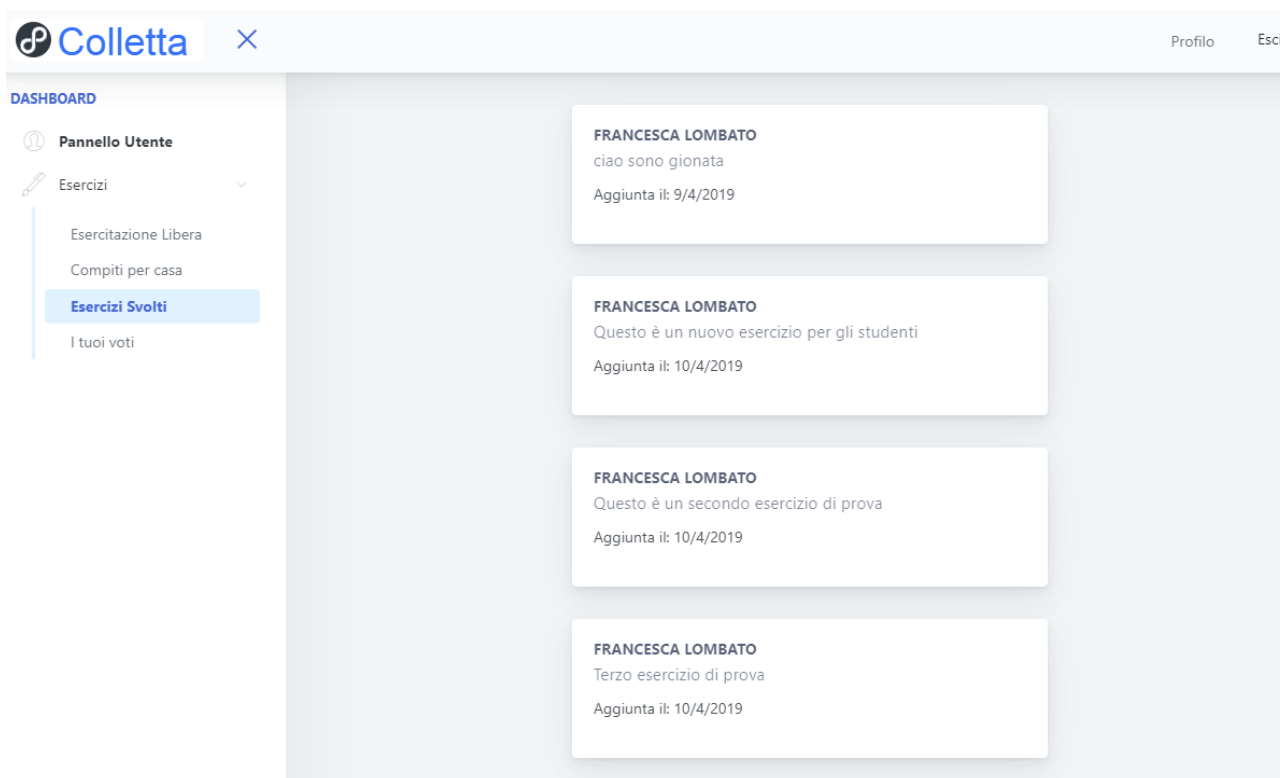 Colletta
Profilo
Esci
DASHBOARD
Pannello Utente
Esercizi
Esercitazione Libera
Compiti per casa
Esercizi Svolti
I tuoi voti
FRANCESCA LOMBATO
ciao sono gionata
Aggiunta il: 9/4/2019
FRANCESCA LOMBATO
Questo è un nuovo esercizio per gli studenti
Aggiunta il: 10/4/2019
FRANCESCA LOMBATO
Questo è un secondo esercizio di prova
Aggiunta il: 10/4/2019
FRANCESCA LOMBATO
Terzo esercizio di prova
Aggiunta il: 10/4/2019